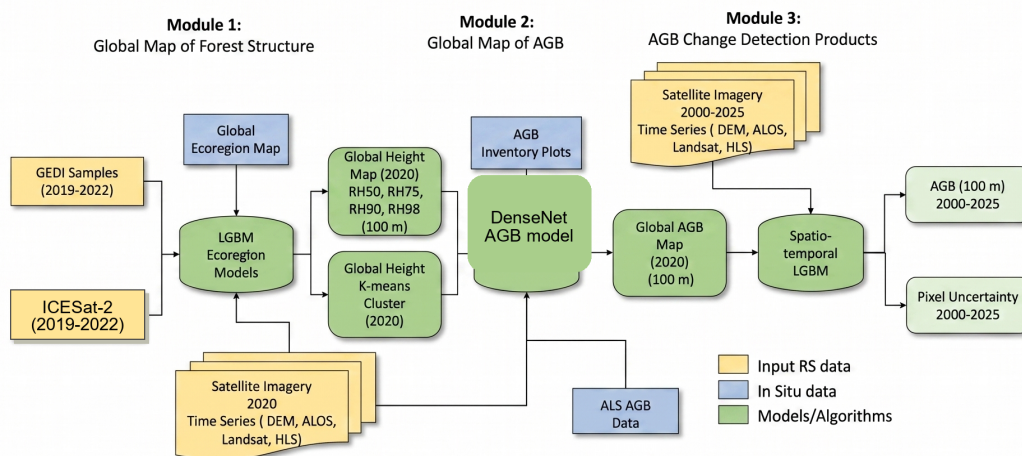 Module 1:
Global Map of Forest Structure
Module 2:
Global Map of AGB
Module 3:
AGB Change Detection Products
Satellite Imagery
2000-2025
Time Series ( DEM, ALOS,
Landsat, HLS)
Global
Ecoregion Map
AGB
Inventory Plots
GEDI Samples
(2019-2022)
ICESat-2
(2019-2022)
LGBM
Ecoregion
Models
Global Height
Map (2020)
RH50, RH75,
RH90, RH98
(100 m)
Global Height
K-means
Cluster
(2020)
DenseNet
AGB model
Global AGB
Map
(2020)
(100 m)
Spatio-
temporal
LGBM
AGB (100 m)
2000-2025
Pixel Uncertainty
2000-2025
Satellite Imagery
2020
Time Series ( DEM, ALOS,
Landsat, HLS)
ALS AGB
Data
Input RS data
In Situ data
Models/Algorithms